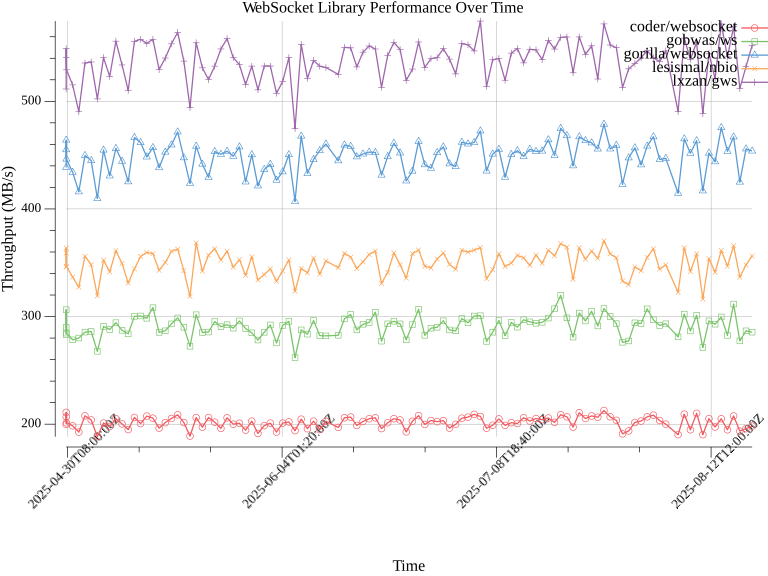 WebSocket Library Performance Over Time
coder/websocket
gobwas/ws
gorilla/websocket
lesismal/nbio
lxzan/gws
Throughput (MB/s)
500
400
300
200
2025-04-30T08:00:00Z
2025-06-04T01:20:00Z
2025-07-08T18:40:00Z
2025-08-12T12:00:00Z
Time